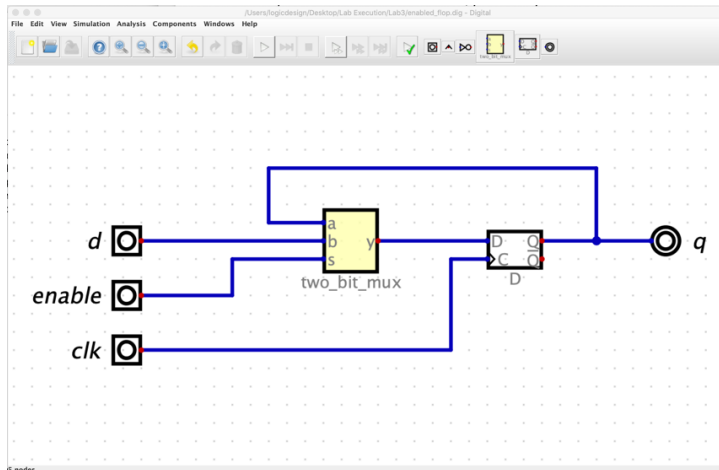 /Users/logicdesign/Desktop/Lab Execution/Lab3/enabled_flop.dig - Digital
File Edit View Simulation Analysis Components Windows Help
two_bit_mux
a
d b y D Q q
s C Q
two_bit_mux D
enable
clk